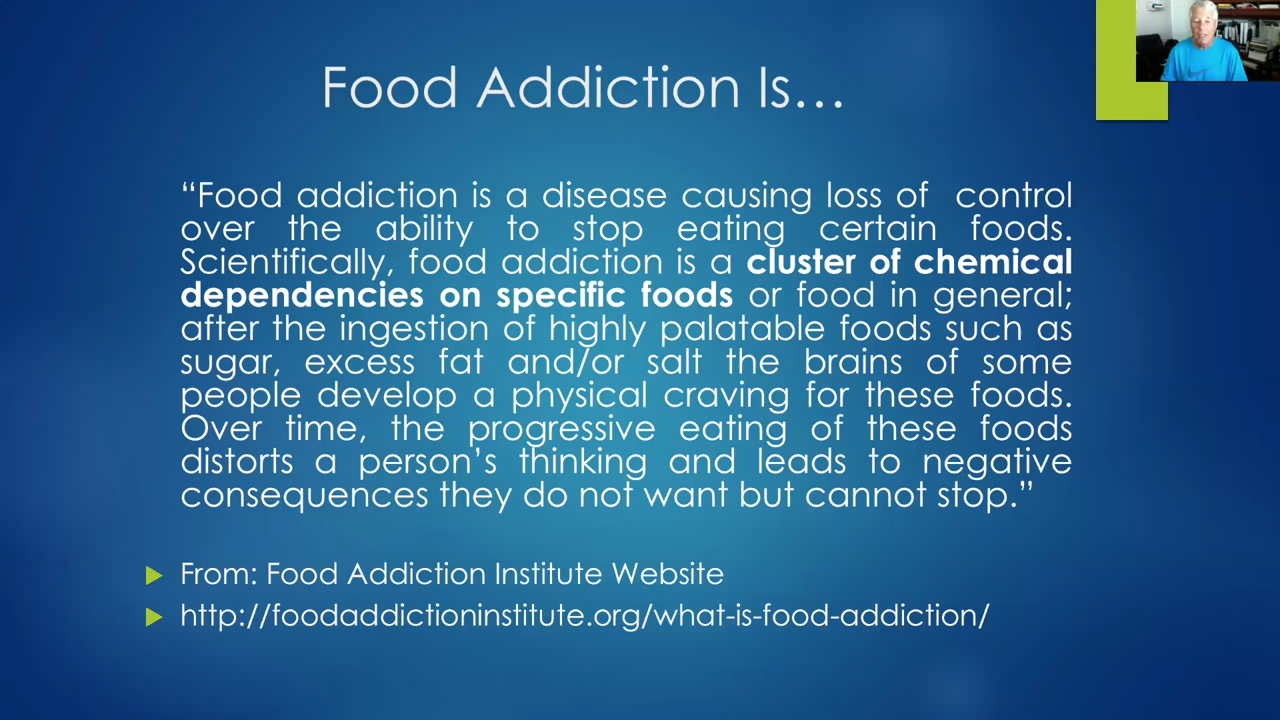 Food Addiction Is…
“Food addiction is a disease causing loss of control
over the ability to stop eating certain foods.
Scientifically, food addiction is a cluster of chemical
dependencies on specific foods or food in general;
after the ingestion of highly palatable foods such as
sugar, excess fat and/or salt the brains of some
people develop a physical craving for these foods.
Over time, the progressive eating of these foods
distorts a person’s thinking and leads to negative
consequences they do not want but cannot stop.”
From: Food Addiction Institute Website
http://foodaddictioninstitute.org/what-is-food-addiction/